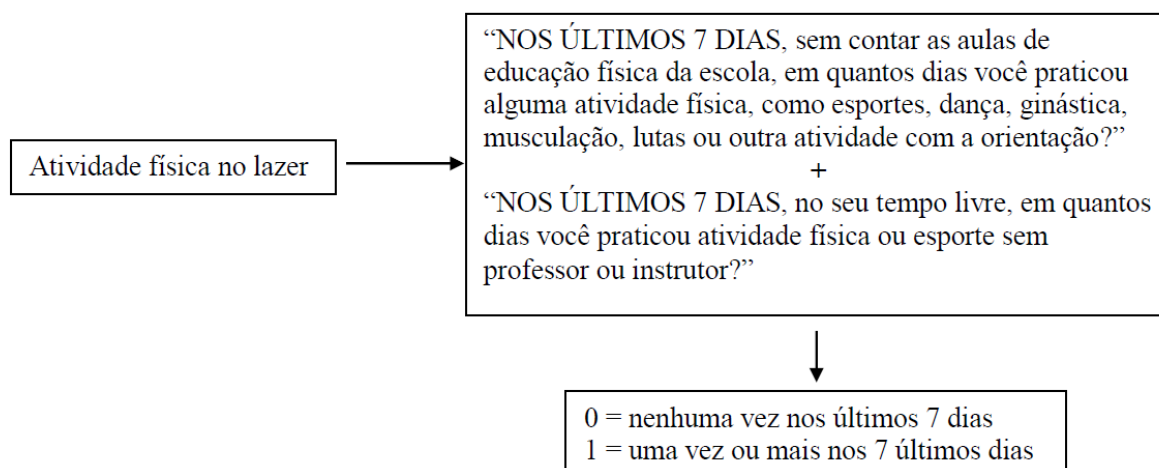 Atividade física no lazer
“NOS ÚLTIMOS 7 DIAS, sem contar as aulas de
educação física da escola, em quantos dias você praticou
alguma atividade física, como esportes, dança, ginástica,
musculação, lutas ou outra atividade com a orientação?”
+
“NOS ÚLTIMOS 7 DIAS, no seu tempo livre, em quantos
dias você praticou atividade física ou esporte sem
professor ou instrutor?”
0 = nenhuma vez nos últimos 7 dias
1 = uma vez ou mais nos 7 últimos dias